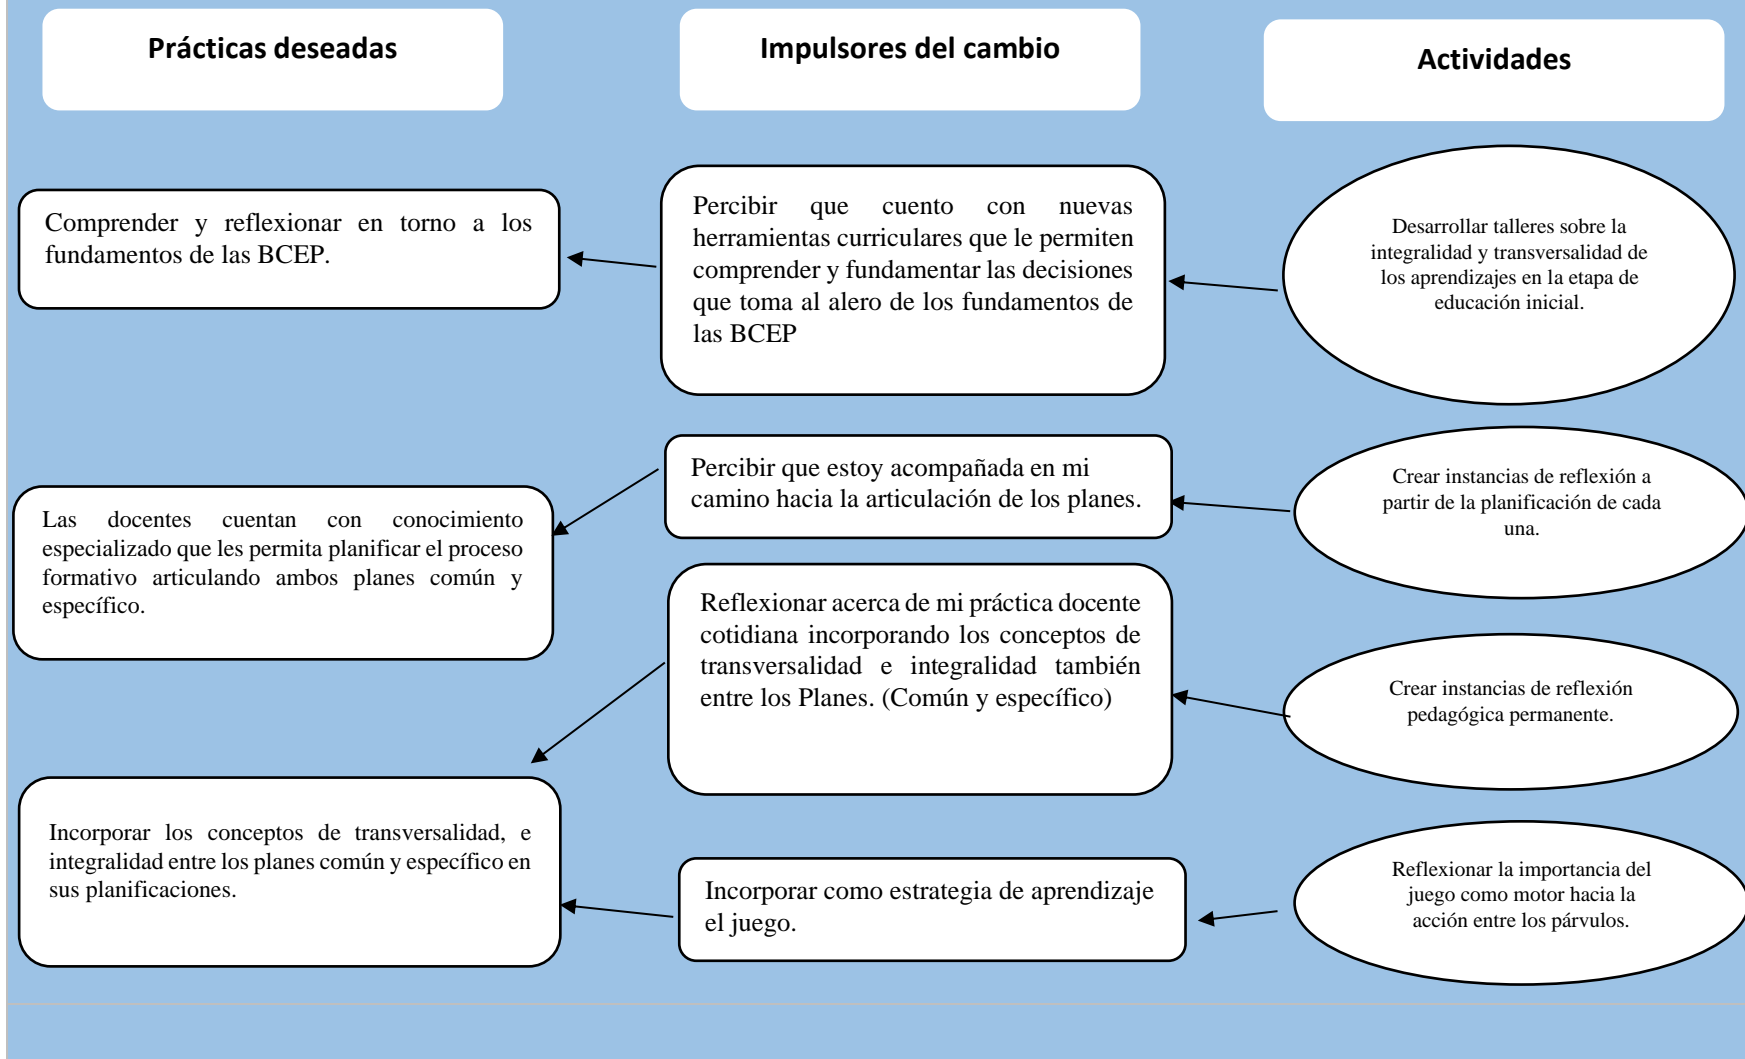 Prácticas deseadas
Impulsores del cambio
Actividades
Comprender y reflexionar en torno a los
fundamentos de las BCEP.
Percibir que cuento con nuevas
herramientas curriculares que le permiten
comprender y fundamentar las decisiones
que toma al alero de los fundamentos de
las BCEP
Desarrollar talleres sobre la
integralidad y transversalidad de
los aprendizajes en la etapa de
educación inicial.
Las docentes cuentan con conocimiento
especializado que les permita planificar el proceso
formativo articulando ambos planes común y
específico.
Percibir que estoy acompañada en mi
camino hacia la articulación de los planes.
Crear instancias de reflexión a
partir de la planificación de cada
una.
Reflexionar acerca de mi práctica docente
cotidiana incorporando los conceptos de
transversalidad e integralidad también
entre los Planes. (Común y específico)
Crear instancias de reflexión
pedagógica permanente.
Incorporar los conceptos de transversalidad, e
integralidad entre los planes común y específico en
sus planificaciones.
Incorporar como estrategia de aprendizaje
el juego.
Reflexionar la importancia del
juego como motor hacia la
acción entre los párvulos.